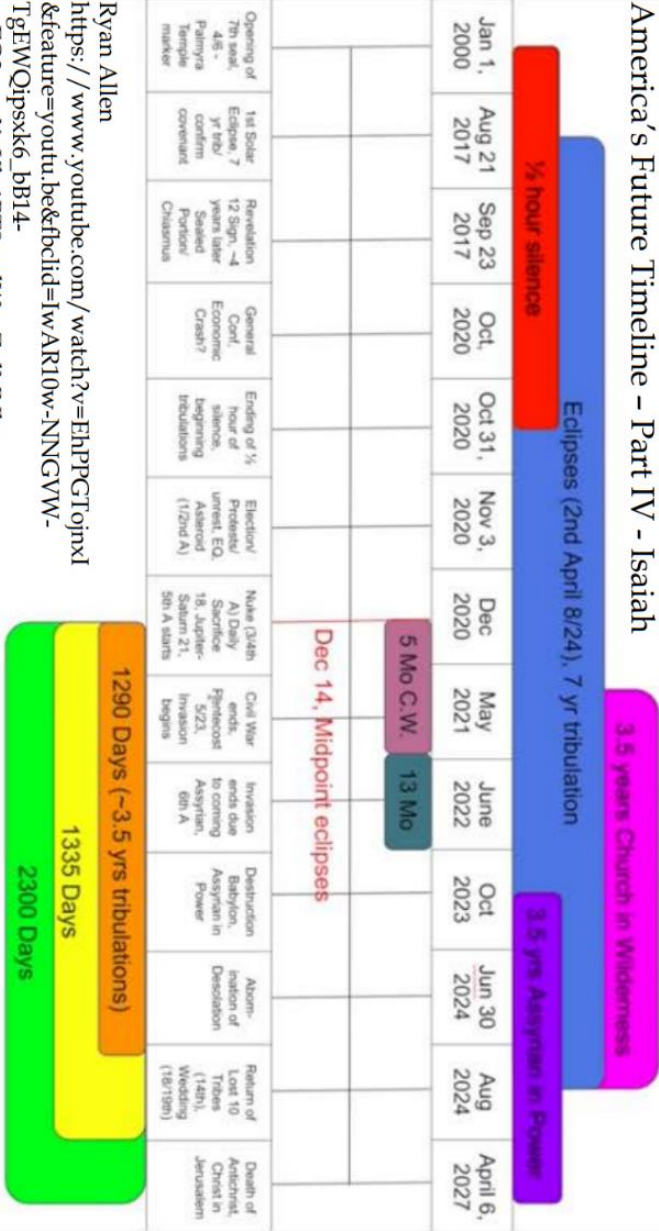 America's Future Timeline – Part IV - Isaiah
3.5 years Church in Wilderness
Eclipses (2nd April 8/24), 7 yr tribulation
½ hour silence
3.5 yrs Assyrian in Power
Jan 1,
2000
Aug 21
2017
Sep 23
2017
Oct,
2020
Oct 31,
2020
Nov 3,
2020
Dec
2020
May
2021
June
2022
Oct
2023
Jun 30
2024
Aug
2024
April 6,
2027
5 Mo C.W.
13 Mo
Dec 14, Midpoint eclipses
Opening of
7th seal,
4/6 -
Palmyra
Temple
marker
1st Solar
Eclipse, 7
yr trib/
confirm
covenant
Revelation
12 Sign, ~4
years later
Sealed
Portion/
Chiasmus
General
Conf,
Economic
Crash?
Ending of ½
hour of
silence,
beginning
tribulations
Election/
Protests/
unrest, EQ,
Asteroid
(1/2nd A)
Nuke (3/4th
A) Daily
Sacrifice
18, Jupiter-
Saturn 21,
5th A starts
Civil War
ends,
Pentecost
5/23,
Invasion
begins
Invasion
ends due
to coming
Assyrian,
6th A
Destruction
Babylon,
Assyrian in
Power
Abom-
ination of
Desolation
Return of
Lost 10
Tribes
(14th),
Wedding
(18/19th)
Death of
Antichrist,
Christ in
Jerusalem
1290 Days (~3.5 yrs tribulations)
1335 Days
2300 Days
Ryan Allen
https://www.youtube.com/watch?v=EhPPGTojnxI
&feature=youtu.be&fbclid=IwAR10w-NNGVW-
TgEWQipsxk6_bB14-